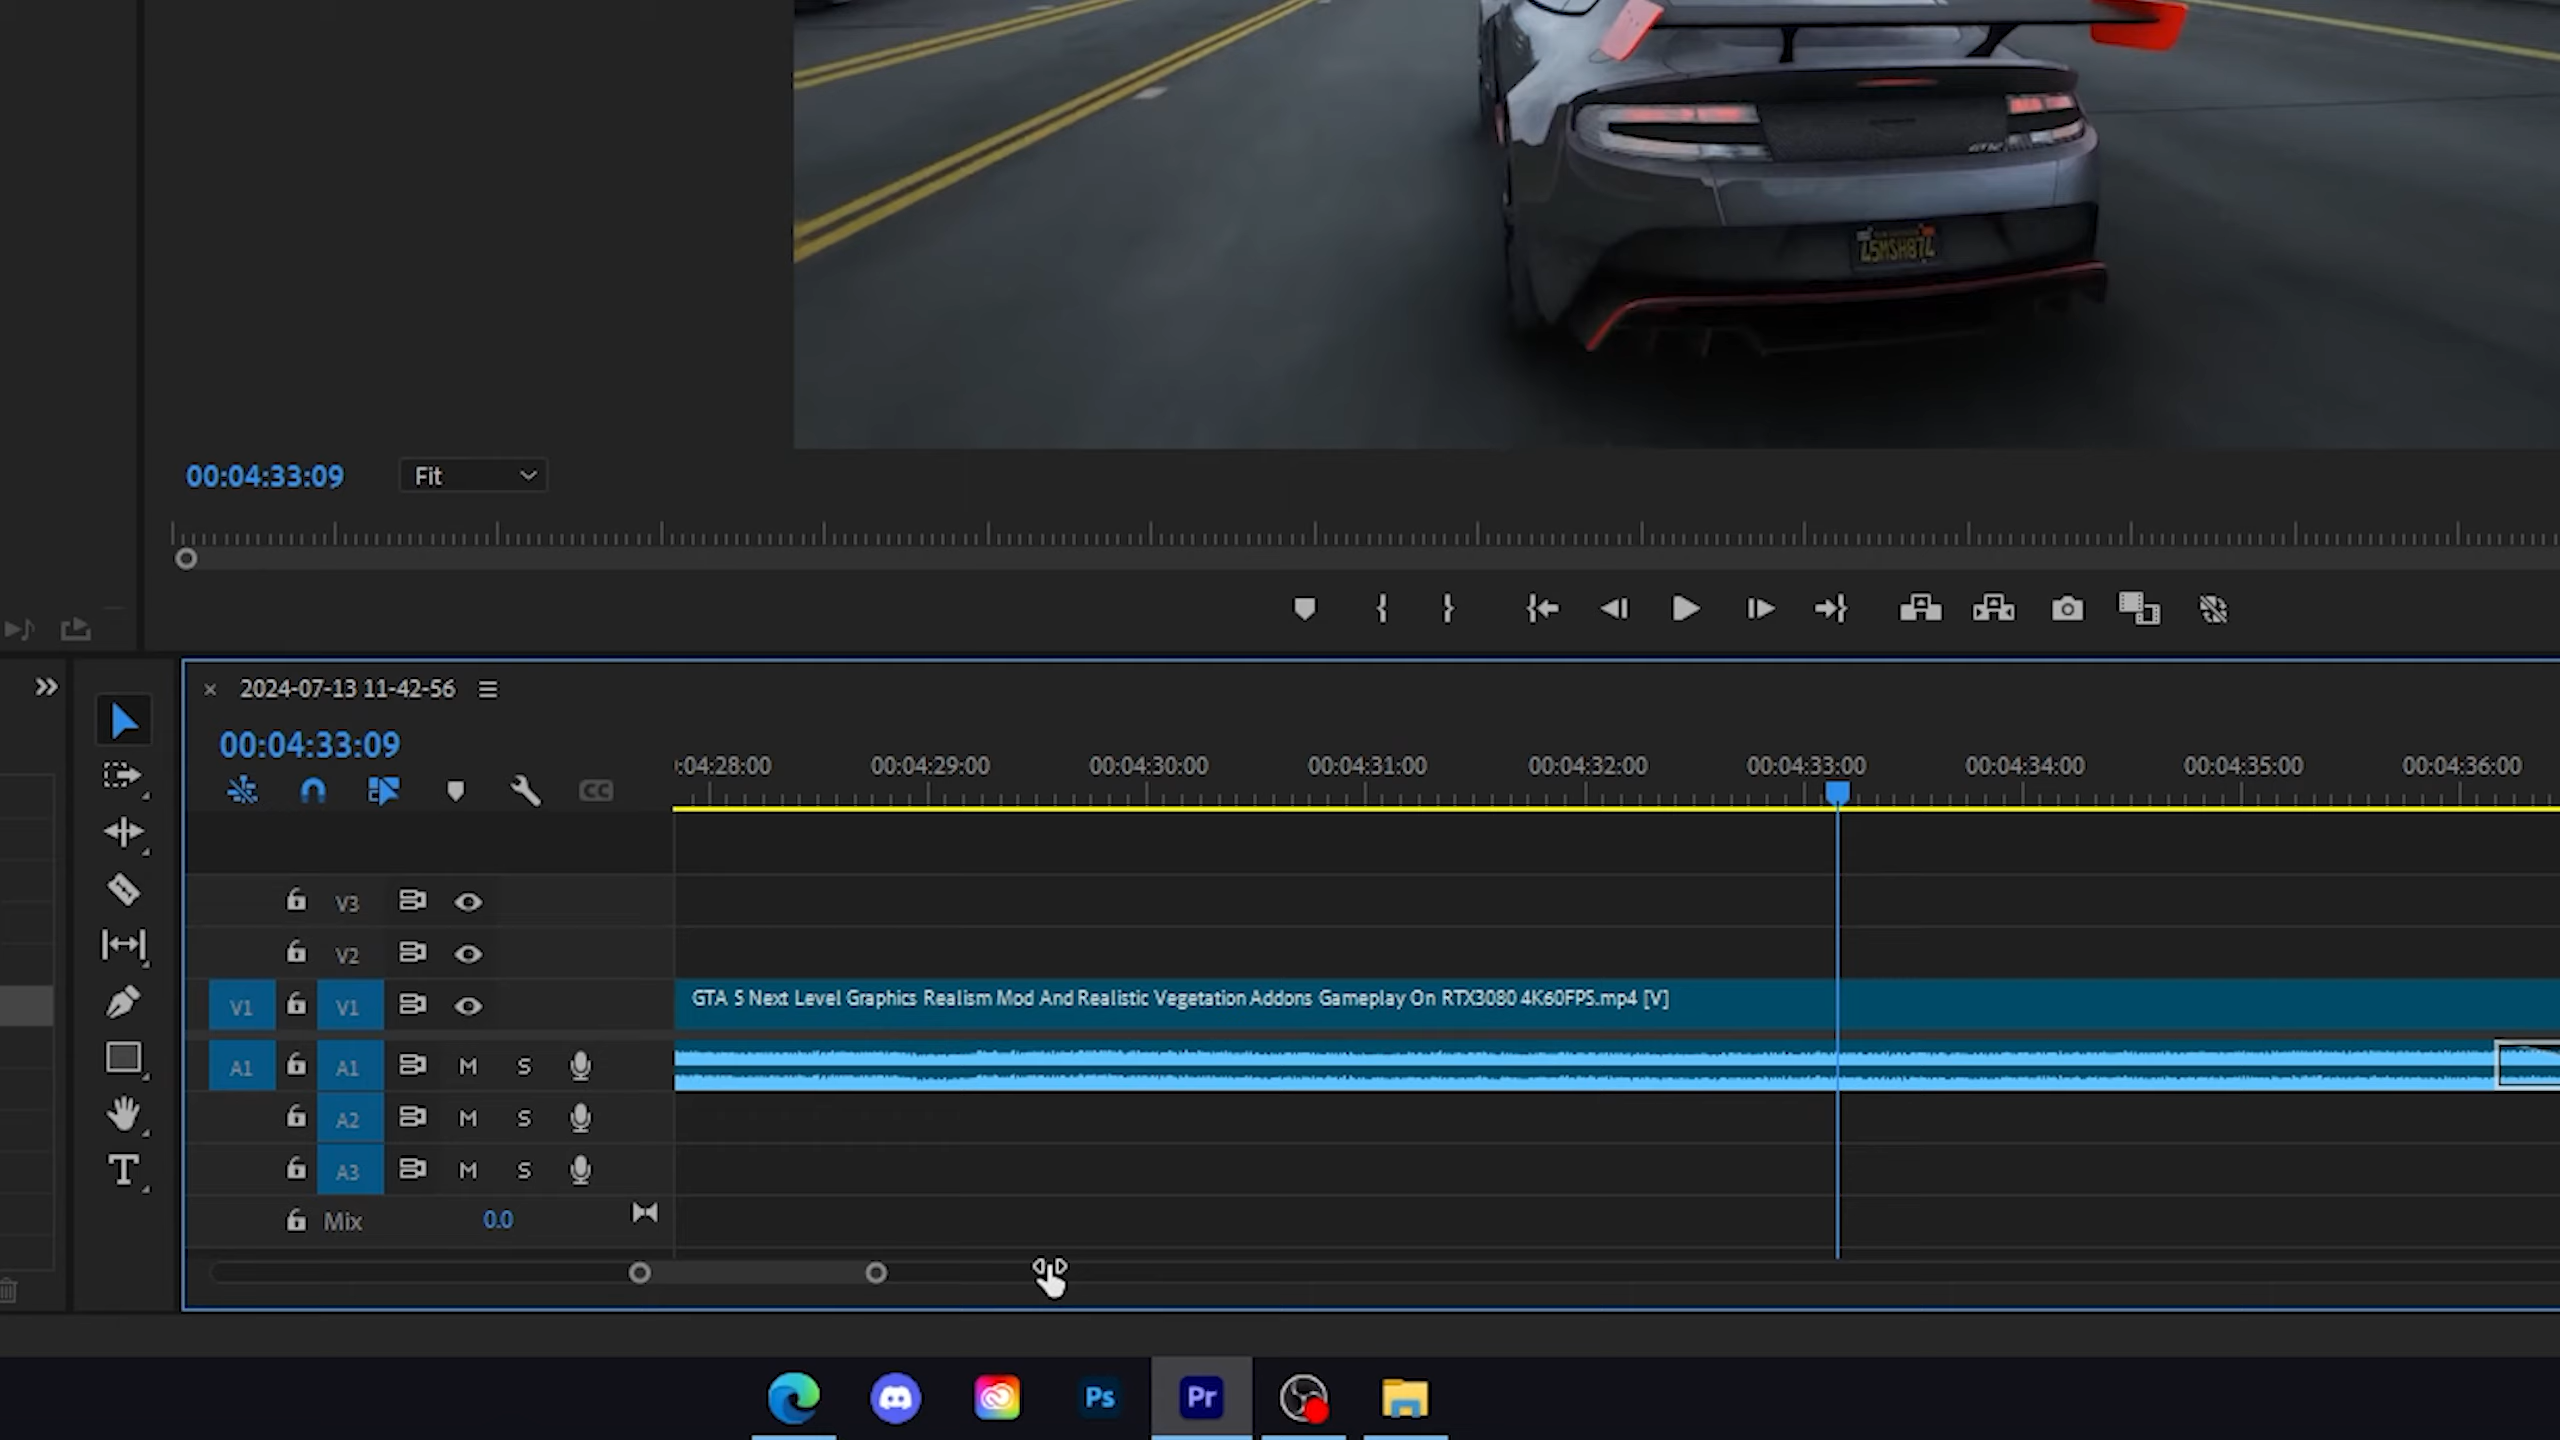 45MSH874
00:04:33:09
Fit
2024-07-13 11-42-56
00:04:33:09
:04:28:00 00:04:29:00 00:04:30:00 00:04:31:00 00:04:32:00 00:04:33:00 00:04:34:00 00:04:35:00 00:04:36:00
CC
V3
V2
V1 V1
GTA 5 Next Level Graphics Realism Mod And Realistic Vegetation Addons Gameplay On RTX3080 4K60FPS.mp4 [V]
A1 A1 M S
A2 M S
A3 M S
Mix 0.0
Ps Pr